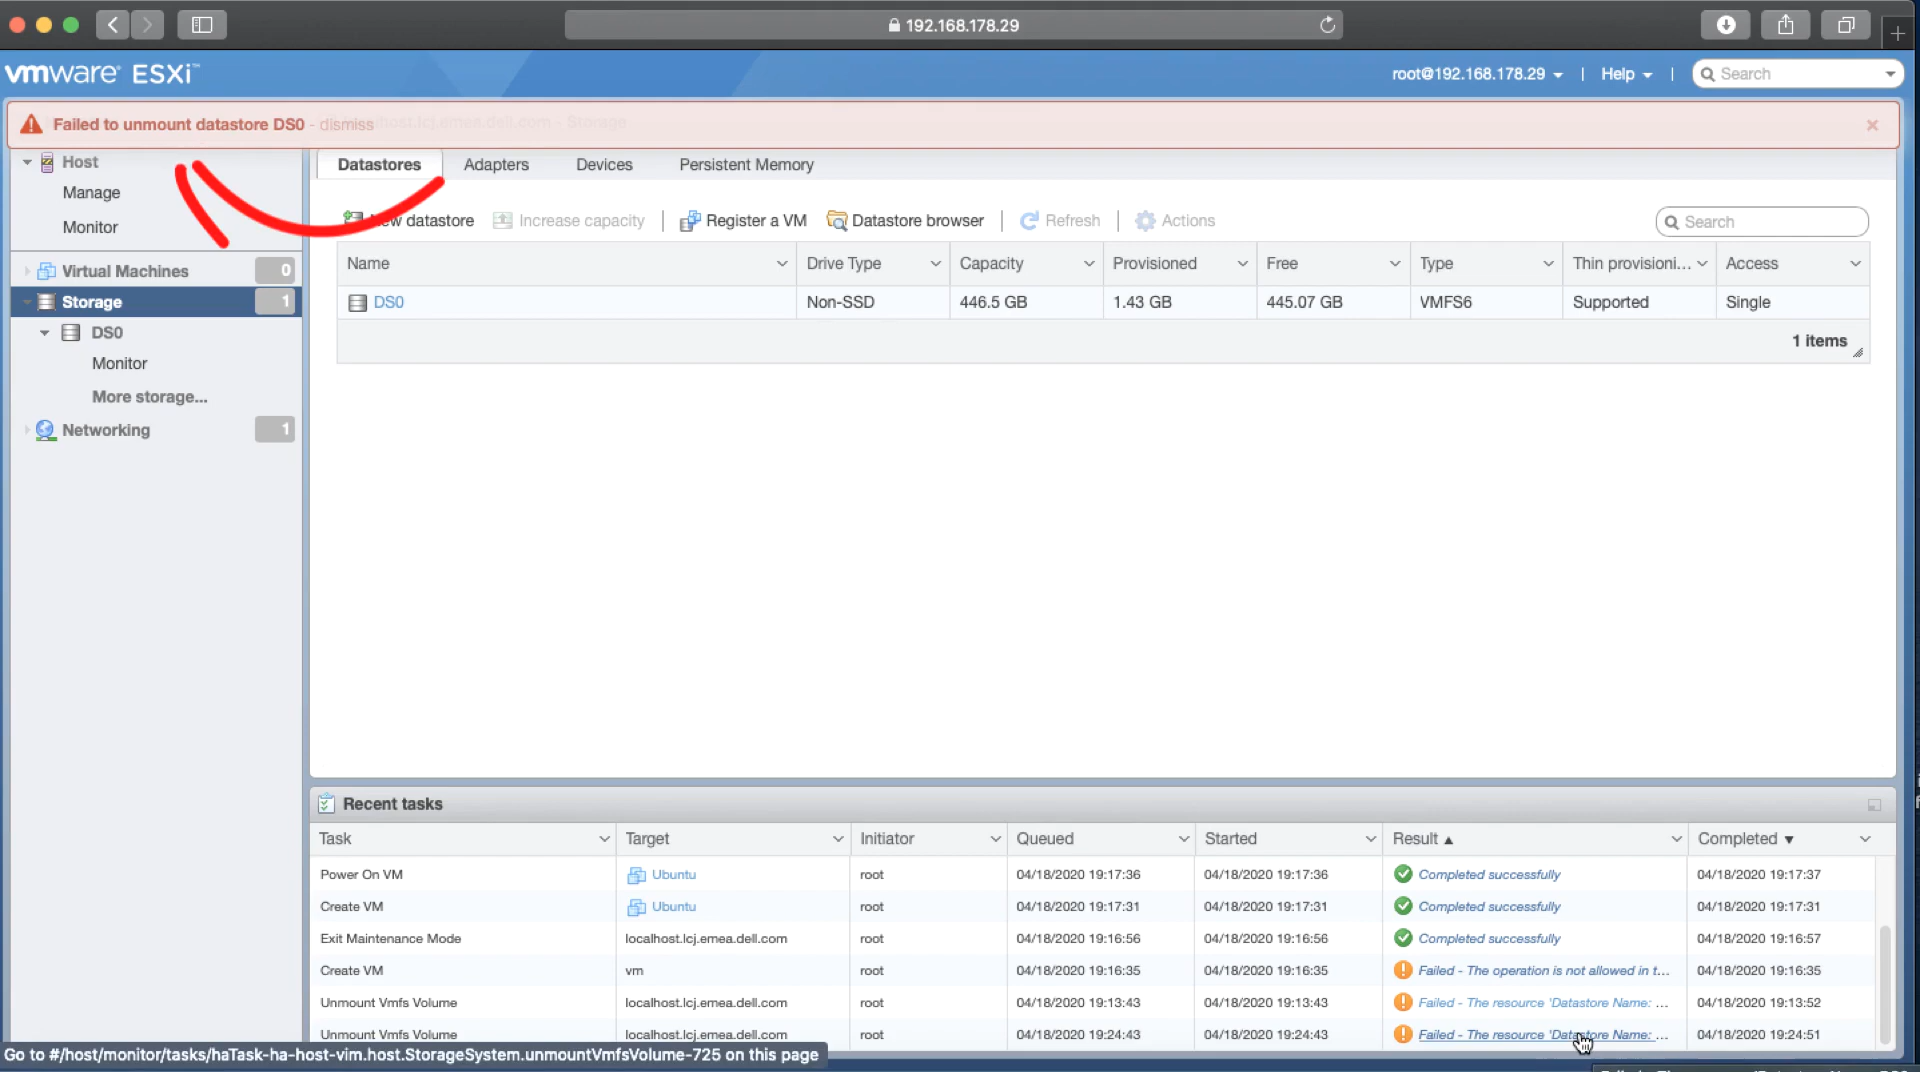 192.168.178.29
vmware ESXi™
root@192.168.178.29 | Help | Search
Failed to unmount datastore DS0 - dismiss
host.lcj.emea.dell.com - Storage
Host
Manage
Monitor
Virtual Machines 0
Storage 1
DS0
Monitor
More storage...
Networking 1
Datastores Adapters Devices Persistent Memory
datastore Increase capacity | Register a VM Datastore browser | Refresh | Actions Search
Name Drive Type Capacity Provisioned Free Type Thin provisioni... Access
DS0 Non-SSD 446.5 GB 1.43 GB 445.07 GB VMFS6 Supported Single
1 items
Recent tasks
Task Target Initiator Queued Started Result ▲ Completed ▼
Power On VM Ubuntu root 04/18/2020 19:17:36 04/18/2020 19:17:36 Completed successfully 04/18/2020 19:17:37
Create VM Ubuntu root 04/18/2020 19:17:31 04/18/2020 19:17:31 Completed successfully 04/18/2020 19:17:31
Exit Maintenance Mode localhost.lcj.emea.dell.com root 04/18/2020 19:16:56 04/18/2020 19:16:56 Completed successfully 04/18/2020 19:16:57
Create VM vm root 04/18/2020 19:16:35 04/18/2020 19:16:35 Failed - The operation is not allowed in t... 04/18/2020 19:16:35
Unmount Vmfs Volume localhost.lcj.emea.dell.com root 04/18/2020 19:13:43 04/18/2020 19:13:43 Failed - The resource 'Datastore Name: ... 04/18/2020 19:13:52
Unmount Vmfs Volume localhost.lcj.emea.dell.com root 04/18/2020 19:24:43 04/18/2020 19:24:43 Failed - The resource 'Datastore Name: ... 04/18/2020 19:24:51
Go to #/host/monitor/tasks/haTask-ha-host-vim.host.StorageSystem.unmountVmfsVolume-725 on this page